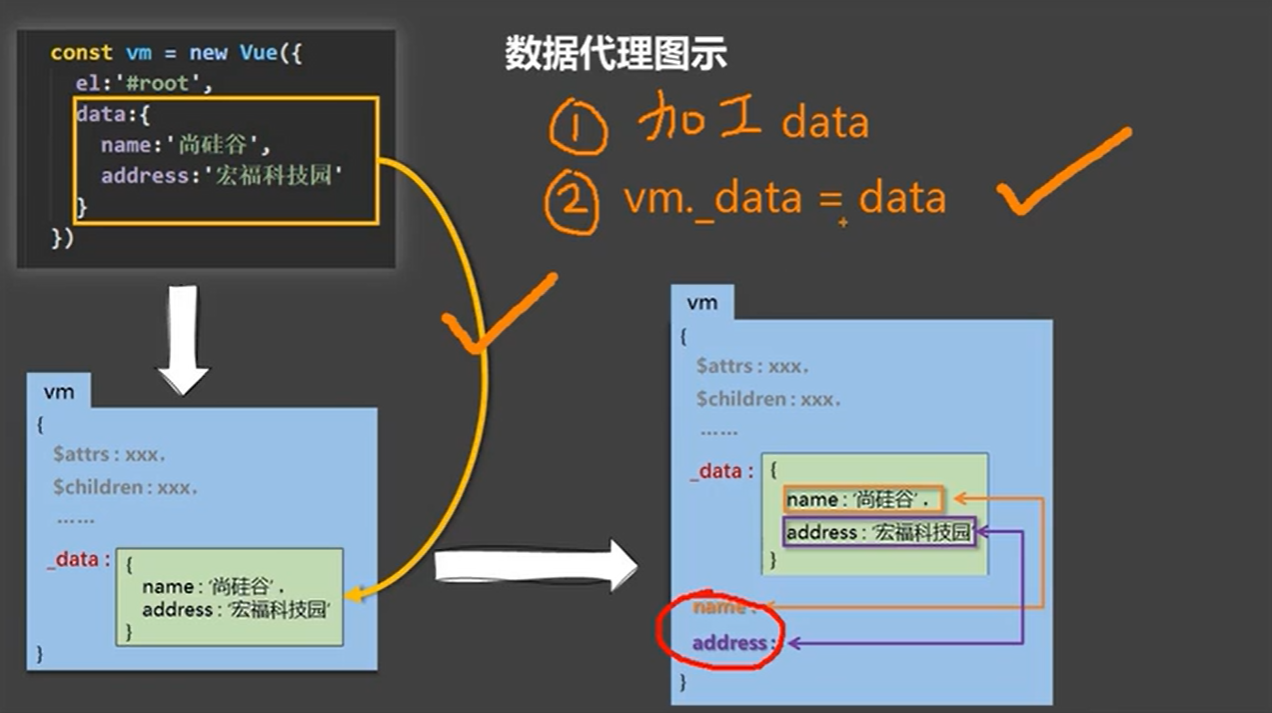 const vm = new Vue({
el:'#root',
data:{
name:'尚硅谷',
address:'宏福科技园'
}
})
数据代理图示
① 加工 data
② vm._data = data
vm
{
$attrs : xxx,
$children : xxx,
……
_data :
{
name : '尚硅谷',
address : '宏福科技园'
}
}
vm
{
$attrs : xxx,
$children : xxx,
……
_data :
{
name : '尚硅谷',
address : '宏福科技园'
}
name :
address :
}